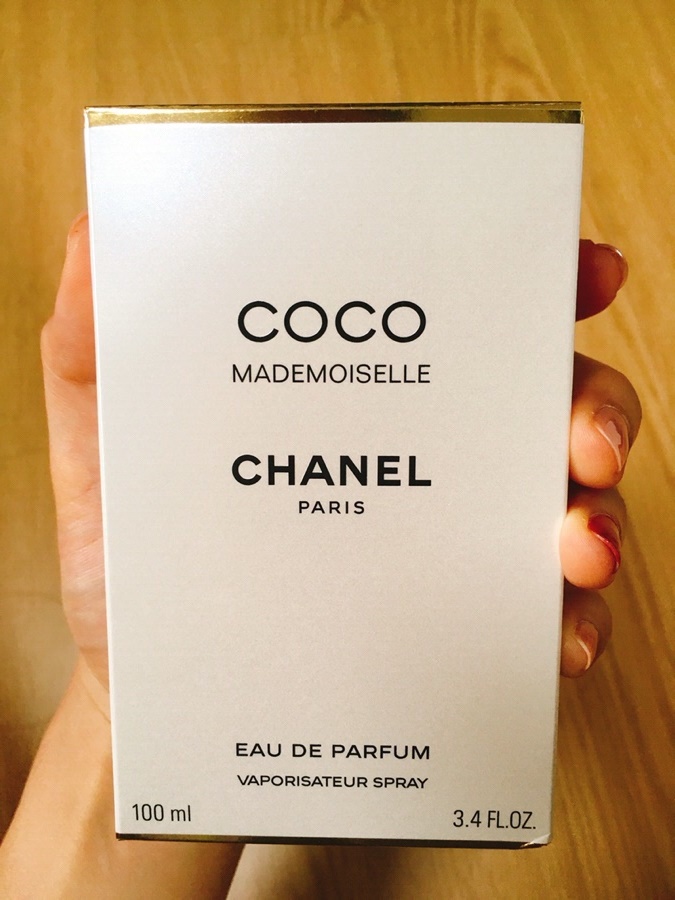 COCO
MADEMOISELLE
CHANEL
PARIS
EAU DE PARFUM
VAPORISATEUR SPRAY
100 ml 3.4 FL.OZ.